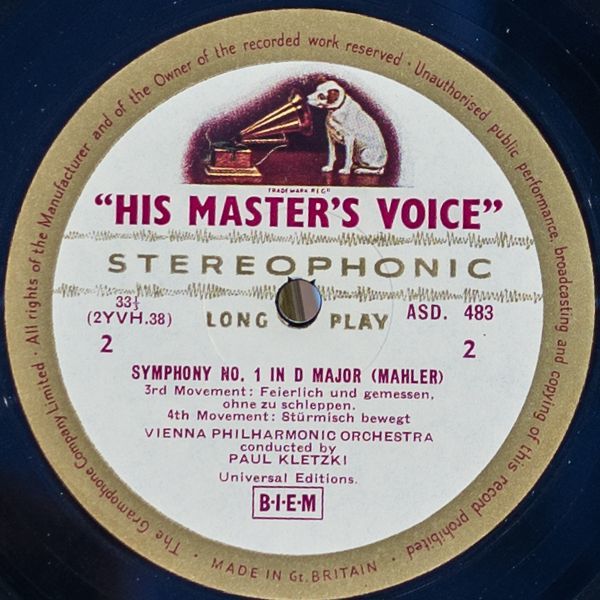 · All rights of the Manufacturer and of the Owner of the recorded work reserved · Unauthorised public performance, broadcasting and copying of this record prohibited
TRADE MARK REG
“HIS MASTER'S VOICE”
STEREOPHONIC
33⅓
(2YVH.38)
LONG PLAY
ASD. 483
2
2
SYMPHONY NO. 1 IN D MAJOR (MAHLER)
3rd Movement: Feierlich und gemessen,
ohne zu schleppen.
4th Movement: Stürmisch bewegt
VIENNA PHILHARMONIC ORCHESTRA
conducted by
PAUL KLETZKI
Universal Editions.
B·I·E·M
· The Gramophone Company Limited ·
MADE IN Gt. BRITAIN ·